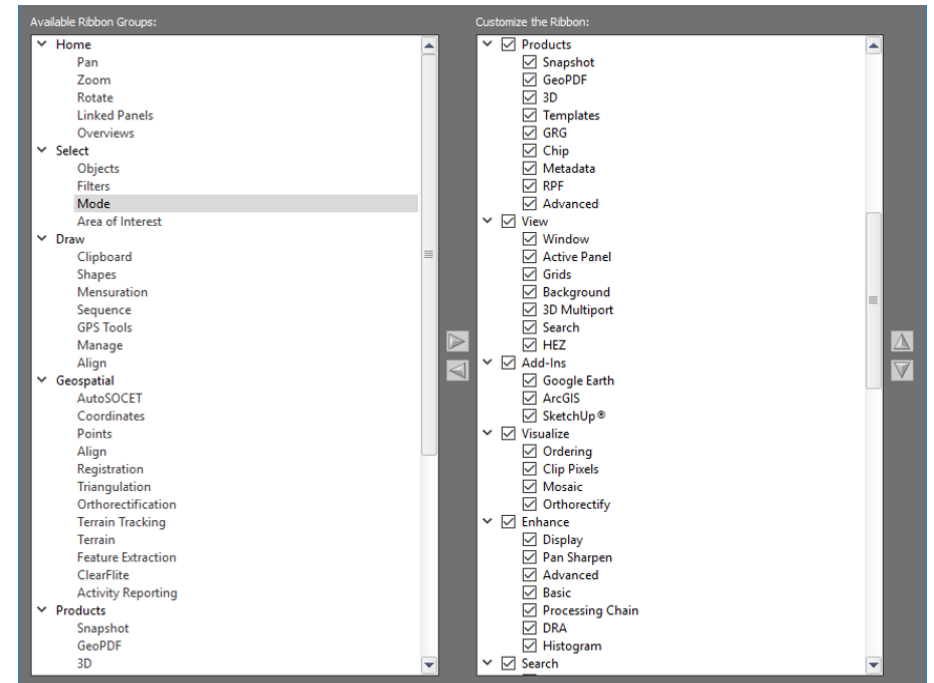 Available Ribbon Groups:
Home
Pan
Zoom
Rotate
Linked Panels
Overviews
Select
Objects
Filters
Mode
Area of Interest
Draw
Clipboard
Shapes
Mensuration
Sequence
GPS Tools
Manage
Align
Geospatial
AutoSOCET
Coordinates
Points
Align
Registration
Triangulation
Orthorectification
Terrain Tracking
Terrain
Feature Extraction
ClearFlite
Activity Reporting
Products
Snapshot
GeoPDF
3D
Customize the Ribbon:
Products
Snapshot
GeoPDF
3D
Templates
GRG
Chip
Metadata
RPF
Advanced
View
Window
Active Panel
Grids
Background
3D Multiport
Search
HEZ
Add-Ins
Google Earth
ArcGIS
SketchUp®
Visualize
Ordering
Clip Pixels
Mosaic
Orthorectify
Enhance
Display
Pan Sharpen
Advanced
Basic
Processing Chain
DRA
Histogram
Search